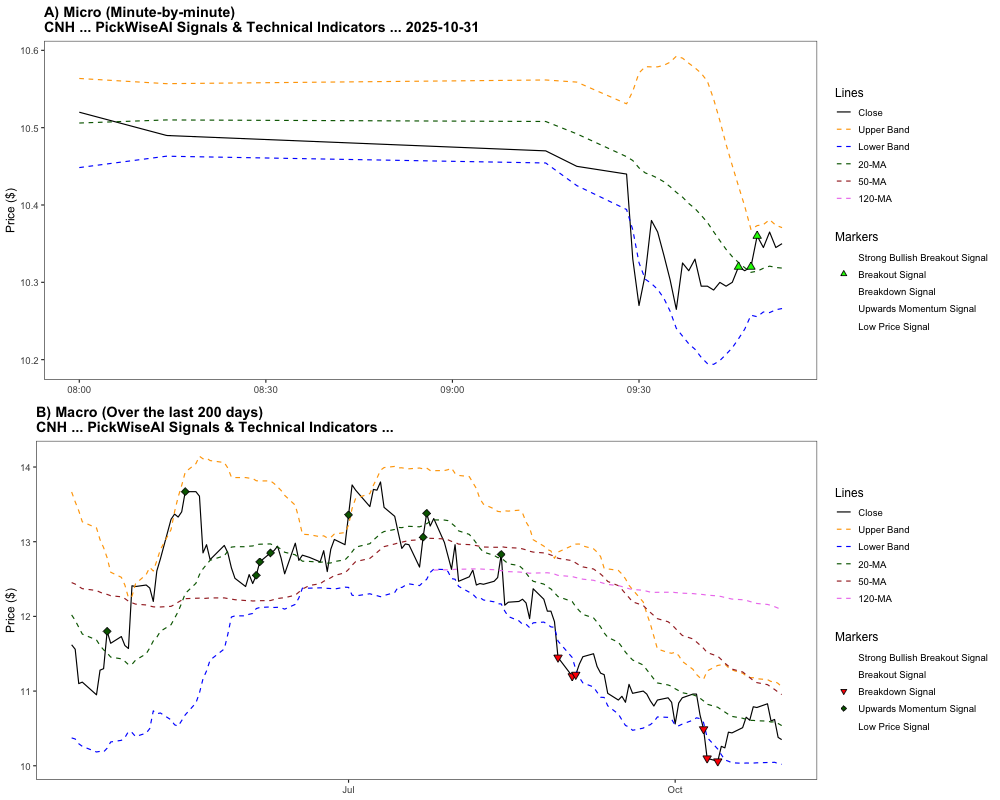 A) Micro (Minute-by-minute)
CNH ... PickWiseAI Signals & Technical Indicators ... 2025-10-31
Price ($)
10.6
10.5
10.4
10.3
10.2
08:00
08:30
09:00
09:30
Lines
Close
Upper Band
Lower Band
20-MA
50-MA
120-MA
Markers
Strong Bullish Breakout Signal
Breakout Signal
Breakdown Signal
Upwards Momentum Signal
Low Price Signal
B) Macro (Over the last 200 days)
CNH ... PickWiseAI Signals & Technical Indicators ...
Price ($)
14
13
12
11
10
Jul
Oct
Lines
Close
Upper Band
Lower Band
20-MA
50-MA
120-MA
Markers
Strong Bullish Breakout Signal
Breakout Signal
Breakdown Signal
Upwards Momentum Signal
Low Price Signal